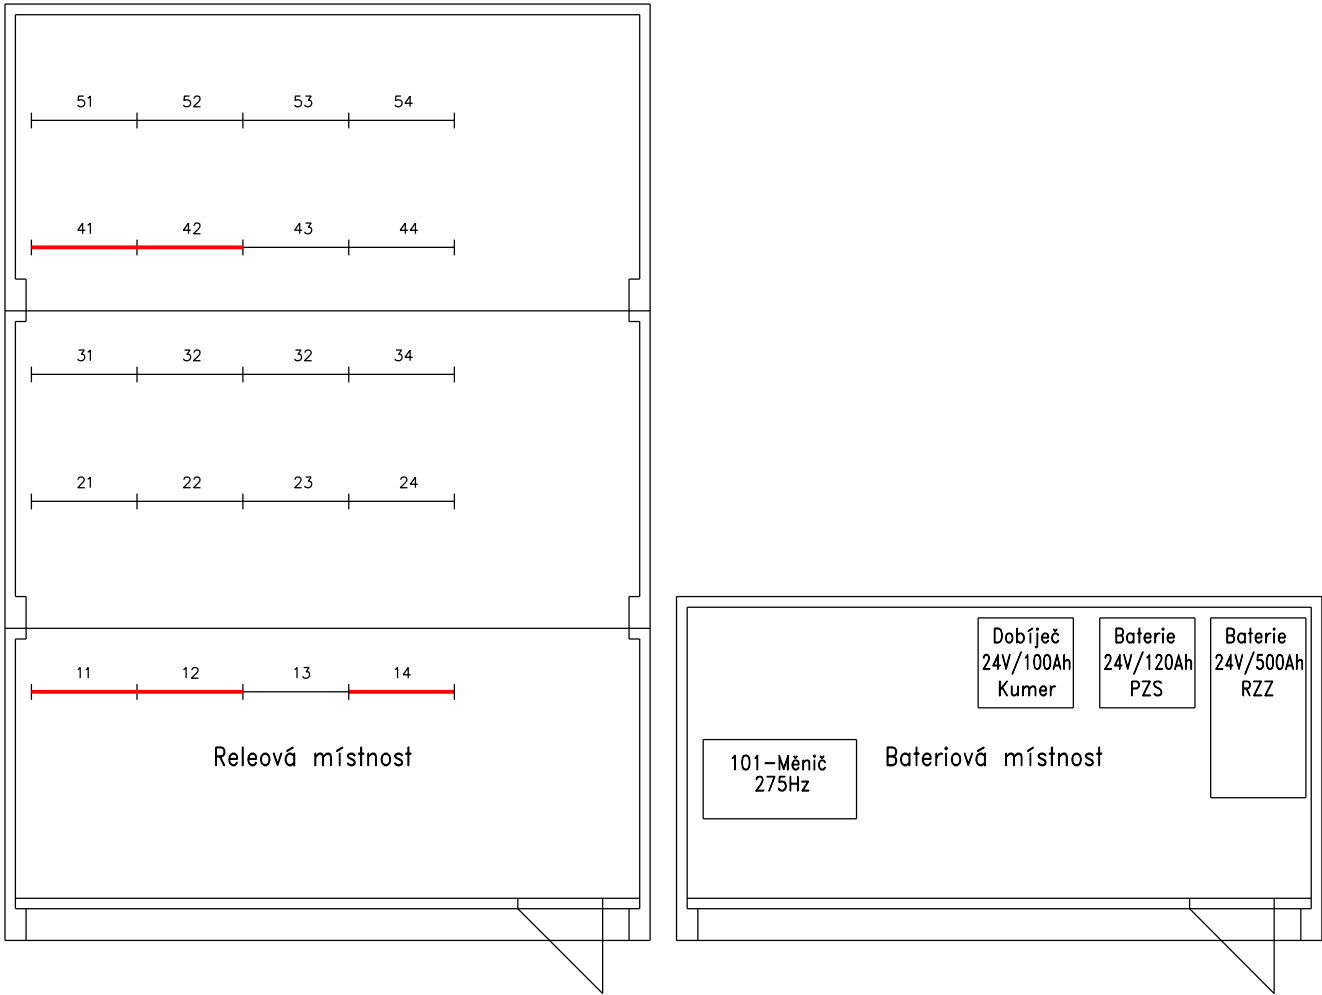 51 52 53 54
41 42 43 44
31 32 32 34
21 22 23 24
11 12 13 14
Releová místnost
Dobíječ
24V/100Ah
Kumer
Baterie
24V/120Ah
PZS
Baterie
24V/500Ah
RZZ
101-Měnič
275Hz
Bateriová místnost